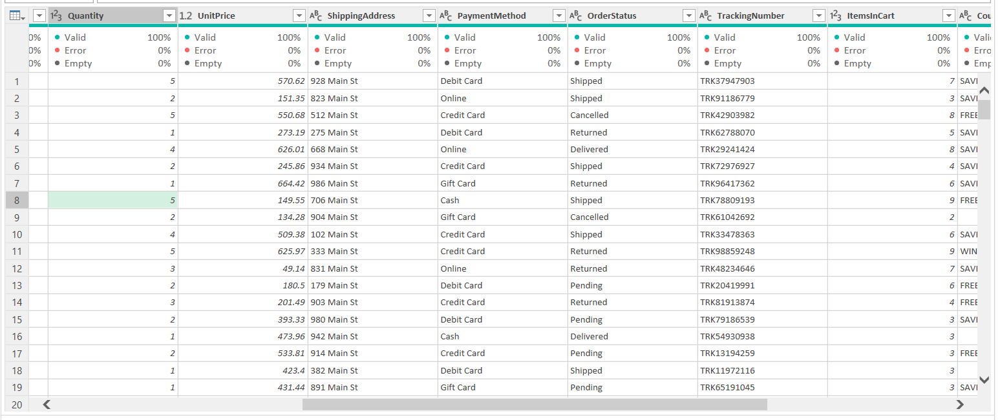 1²3 Quantity 1.2 UnitPrice ABC ShippingAddress ABC PaymentMethod ABC OrderStatus ABC TrackingNumber 1²3 ItemsInCart ABC Cou
0% Valid 100% Valid 100% Valid 100% Valid 100% Valid 100% Valid 100% Valid 100% Vali
0% Error 0% Error 0% Error 0% Error 0% Error 0% Error 0% Error 0% Erro
0% Empty 0% Empty 0% Empty 0% Empty 0% Empty 0% Empty 0% Empty 0% Emp
1 5 570.62 928 Main St Debit Card Shipped TRK37947903 7 SAVI
2 2 151.35 823 Main St Online Shipped TRK91186779 3 SAVI
3 5 550.68 512 Main St Credit Card Cancelled TRK42903982 8 FREE
4 1 273.19 275 Main St Debit Card Returned TRK62788070 5 SAVI
5 4 626.01 668 Main St Online Delivered TRK29241424 8 SAVI
6 2 245.86 934 Main St Credit Card Shipped TRK72976927 4 SAVI
7 1 664.42 986 Main St Gift Card Returned TRK96417362 6 SAVI
8 5 149.55 706 Main St Cash Shipped TRK78809193 9 FREE
9 2 134.28 904 Main St Gift Card Cancelled TRK61042692 2
10 4 509.38 102 Main St Credit Card Shipped TRK33478363 6 SAVI
11 5 625.97 333 Main St Credit Card Returned TRK98859248 9 WIN
12 3 49.14 831 Main St Online Returned TRK48234646 7 SAVI
13 2 180.5 179 Main St Debit Card Pending TRK20419991 6 FREE
14 3 201.49 903 Main St Credit Card Returned TRK81913874 4 FREE
15 2 393.33 980 Main St Debit Card Pending TRK79186539 3 SAVI
16 1 473.96 942 Main St Cash Delivered TRK54930938 3
17 2 533.81 914 Main St Credit Card Pending TRK13194259 3 FREE
18 1 423.4 382 Main St Debit Card Shipped TRK11972116 3
19 1 431.44 891 Main St Gift Card Pending TRK65191045 3 SAVI
20